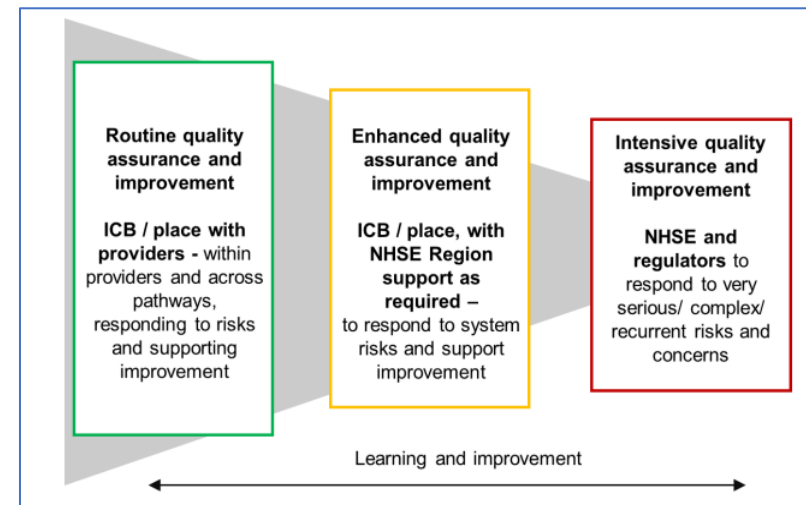 Routine quality
assurance and
improvement
ICB / place with
providers - within
providers and across
pathways,
responding to risks
and supporting
improvement
Enhanced quality
assurance and
improvement
ICB / place, with
NHSE Region
support as
required –
to respond to system
risks and support
improvement
Intensive quality
assurance and
improvement
NHSE and
regulators to
respond to very
serious/ complex/
recurrent risks and
concerns
Learning and improvement